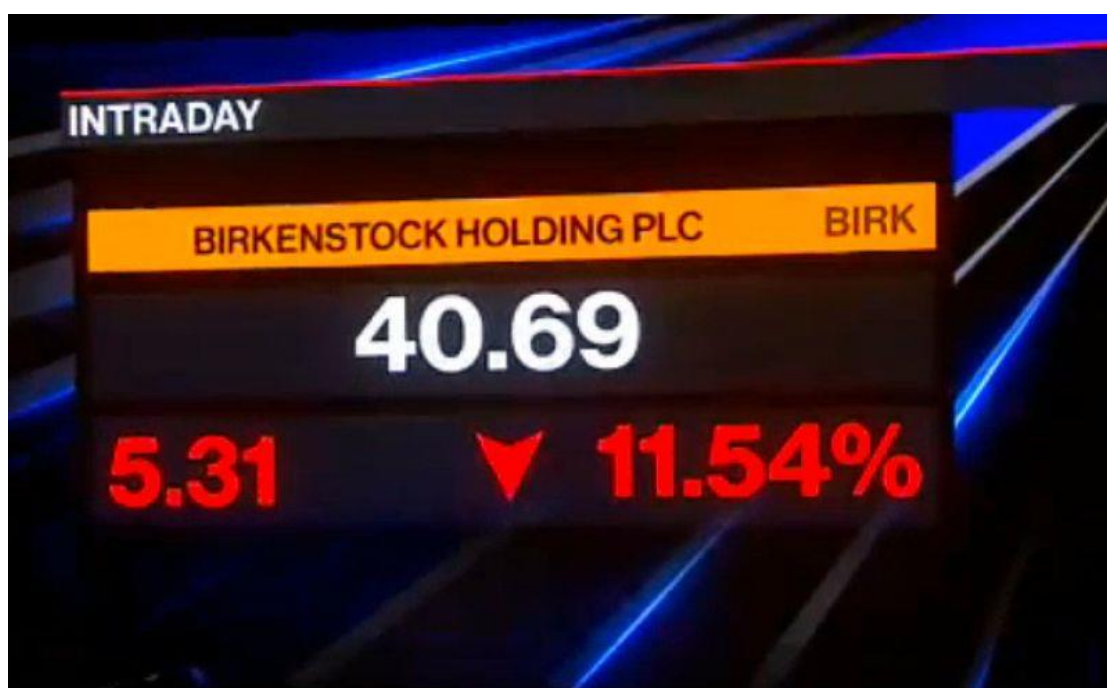 INTRADAY
BIRKENSTOCK HOLDING PLC BIRK
40.69
5.31 11.54%